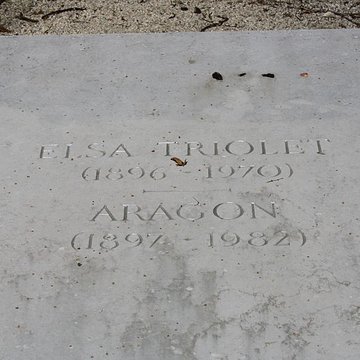 ELSA TRIOLET
(1896 - 1970)
ARAGON
(1897 - 1982)